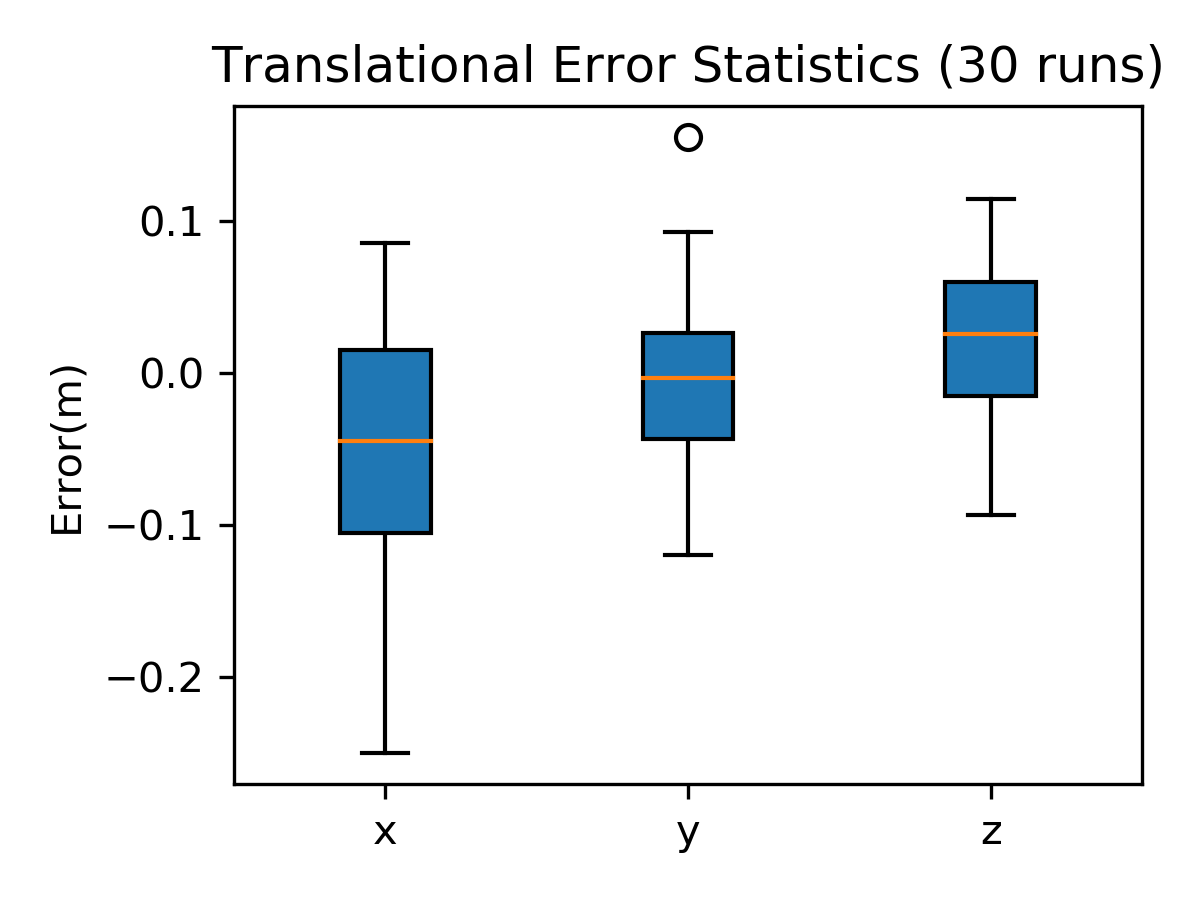 Translational Error Statistics (30 runs)
Error(m)
0.1
0.0
−0.1
−0.2
x
y
z